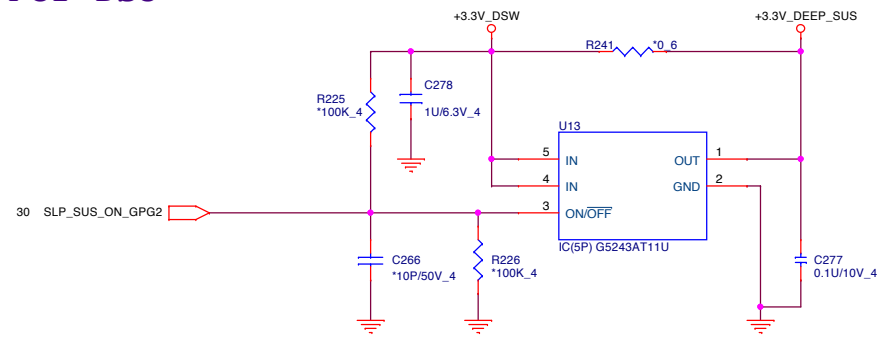 +3.3V_DSW
+3.3V_DEEP_SUS
R241
*0_6
C278
1U/6.3V_4
R225
*100K_4
U13
5
IN
OUT
1
4
IN
GND
2
3
ON/OFF
IC(5P) G5243AT11U
30 SLP_SUS_ON_GPG2
C266
*10P/50V_4
R226
*100K_4
C277
0.1U/10V_4